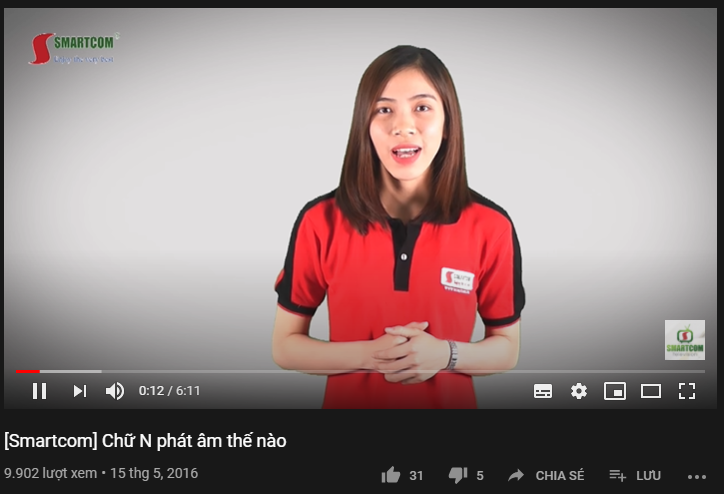 SMARTCOM
SMARTCOM
0:12 / 6:11
[Smartcom] Chữ N phát âm thế nào
9.902 lượt xem • 15 thg 5, 2016
31
5
CHIA SẺ
LƯU